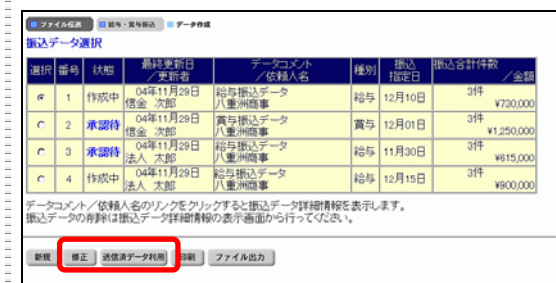 ファイル伝送 給与・賞与振込 データ作成
振込データ選択
選択 番号 状態 最終更新日／更新者 データコメント／依頼人名 種別 振込指定日 振込合計件数／金額
1 作成中 04年11月29日 給与振込データ 給与 12月10日 3件
信金 次郎 八重洲商事 ¥730,000
2 承認待 04年11月29日 賞与振込データ 賞与 12月01日 3件
信金 次郎 八重洲商事 ¥1,250,000
3 承認待 04年11月29日 給与振込データ 給与 11月30日 3件
法人 太郎 八重洲商事 ¥615,000
4 作成中 04年11月29日 給与振込データ 給与 12月15日 3件
法人 太郎 八重洲商事 ¥900,000
データコメント／依頼人名のリンクをクリックすると振込データ詳細情報を表示します。
振込データの削除は振込データ詳細情報の表示画面から行ってください。
新規 修正 送信済データ利用 印刷 ファイル出力